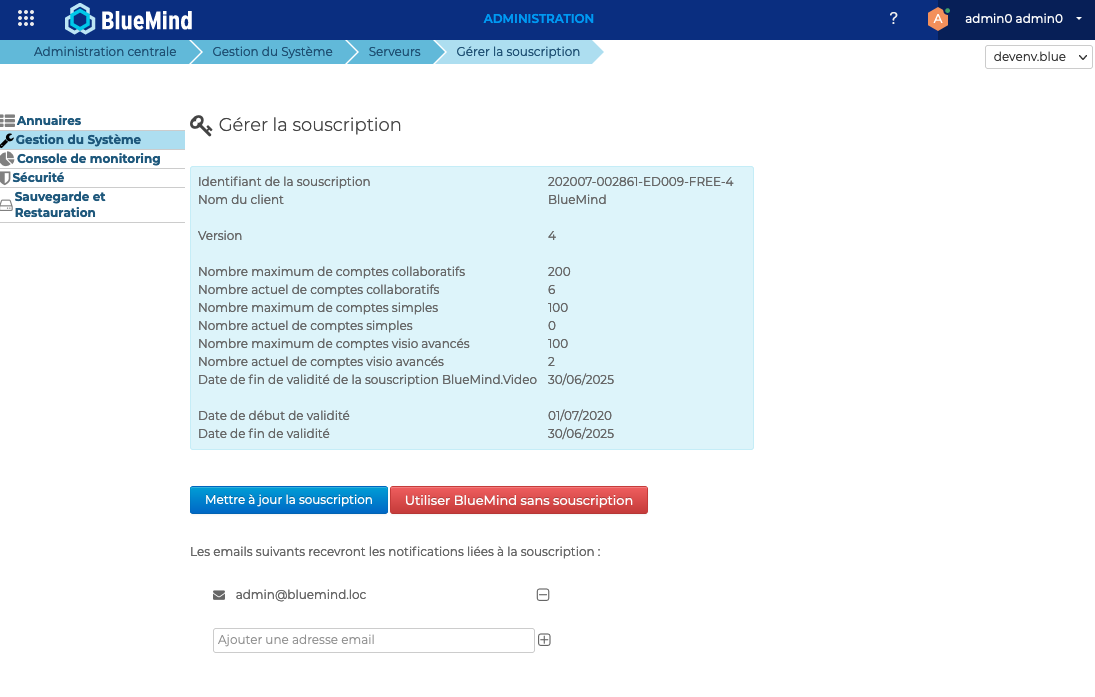 BlueMind
ADMINISTRATION
?
A
admin0 admin0
Administration centrale
Gestion du Système
Serveurs
Gérer la souscription
devenv.blue
Annuaires
Gestion du Système
Console de monitoring
Sécurité
Sauvegarde et
Restauration
Gérer la souscription
Identifiant de la souscription 202007-002861-ED009-FREE-4
Nom du client BlueMind
Version 4
Nombre maximum de comptes collaboratifs 200
Nombre actuel de comptes collaboratifs 6
Nombre maximum de comptes simples 100
Nombre actuel de comptes simples 0
Nombre maximum de comptes visio avancés 100
Nombre actuel de comptes visio avancés 2
Date de fin de validité de la souscription BlueMind.Video 30/06/2025
Date de début de validité 01/07/2020
Date de fin de validité 30/06/2025
Mettre à jour la souscription
Utiliser BlueMind sans souscription
Les emails suivants recevront les notifications liées à la souscription :
admin@bluemind.loc
Ajouter une adresse email